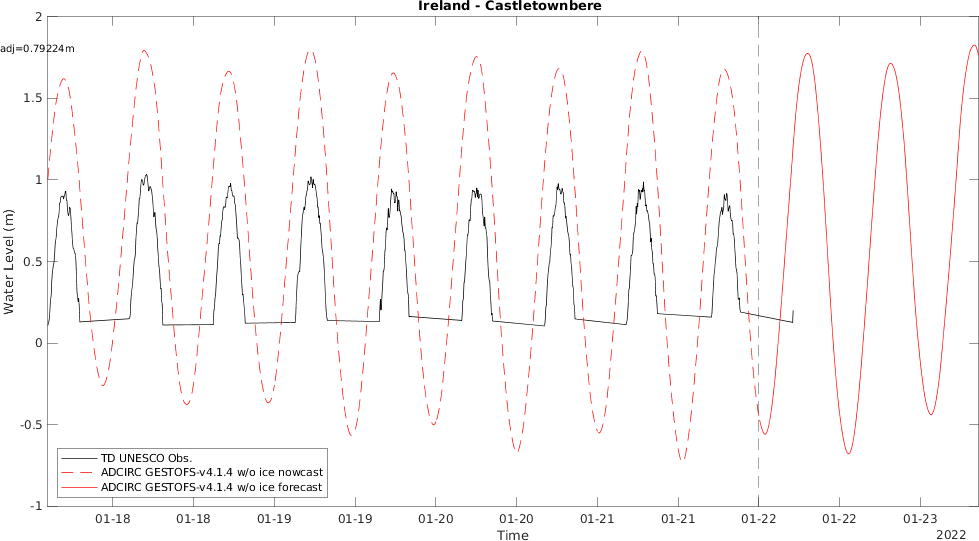 Ireland - Castletownbere
adj=0.79224m
2
1.5
1
0.5
0
-0.5
-1
Water Level (m)
TD UNESCO Obs.
ADCIRC GESTOFS-v4.1.4 w/o ice nowcast
ADCIRC GESTOFS-v4.1.4 w/o ice forecast
01-18 01-18 01-19 01-19 01-20 01-20 01-21 01-21 01-22 01-22 01-23
Time
2022